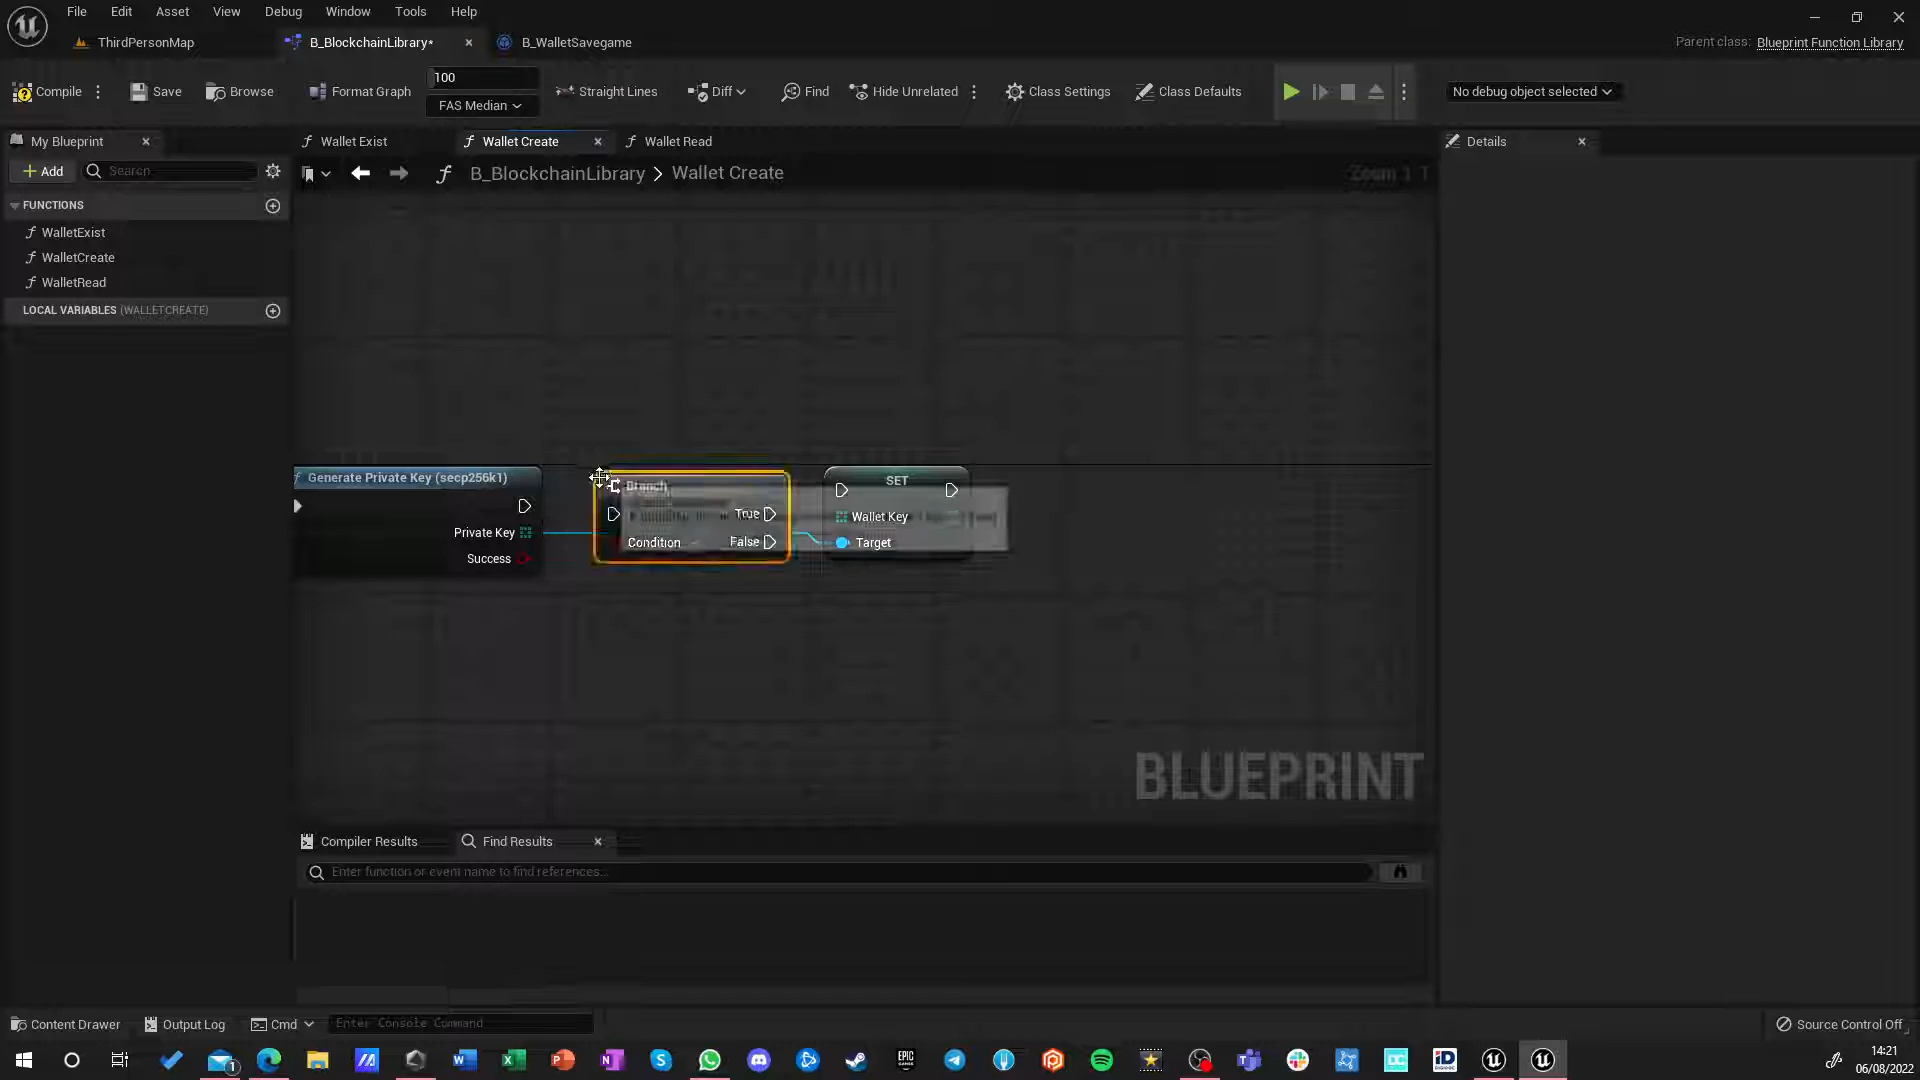 File Edit Asset View Debug Window Tools Help
ThirdPersonMap
B_BlockchainLibrary*
B_WalletSavegame
Parent class: Blueprint Function Library
Compile
Save
Browse
Format Graph
100
FAS Median
Straight Lines
Diff
Find
Hide Unrelated
Class Settings
Class Defaults
No debug object selected
My Blueprint
Wallet Exist
Wallet Create
Wallet Read
Details
Add
Search
B_BlockchainLibrary > Wallet Create
Zoom 1:1
FUNCTIONS
WalletExist
WalletCreate
WalletRead
LOCAL VARIABLES (WALLETCREATE)
Generate Private Key (secp256k1)
Private Key
Success
Branch
True
Condition
False
SET
Wallet Key
Target
BLUEPRINT
Compiler Results
Find Results
Enter function or event name to find references...
Content Drawer
Output Log
Cmd
Enter Console Command
Source Control Off
14:21
06/08/2022